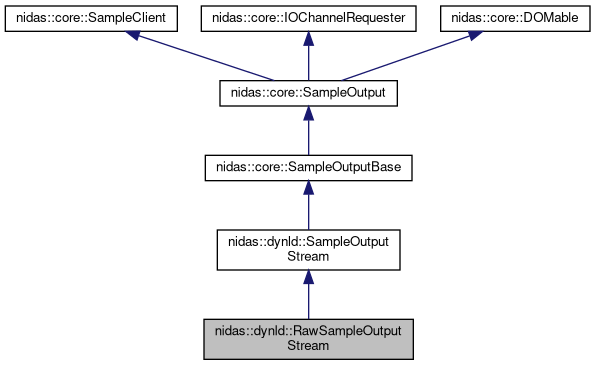 nidas::core::SampleClient
nidas::core::IOChannelRequester
nidas::core::DOMable
nidas::core::SampleOutput
nidas::core::SampleOutputBase
nidas::dynld::SampleOutput
Stream
nidas::dynld::RawSampleOutput
Stream